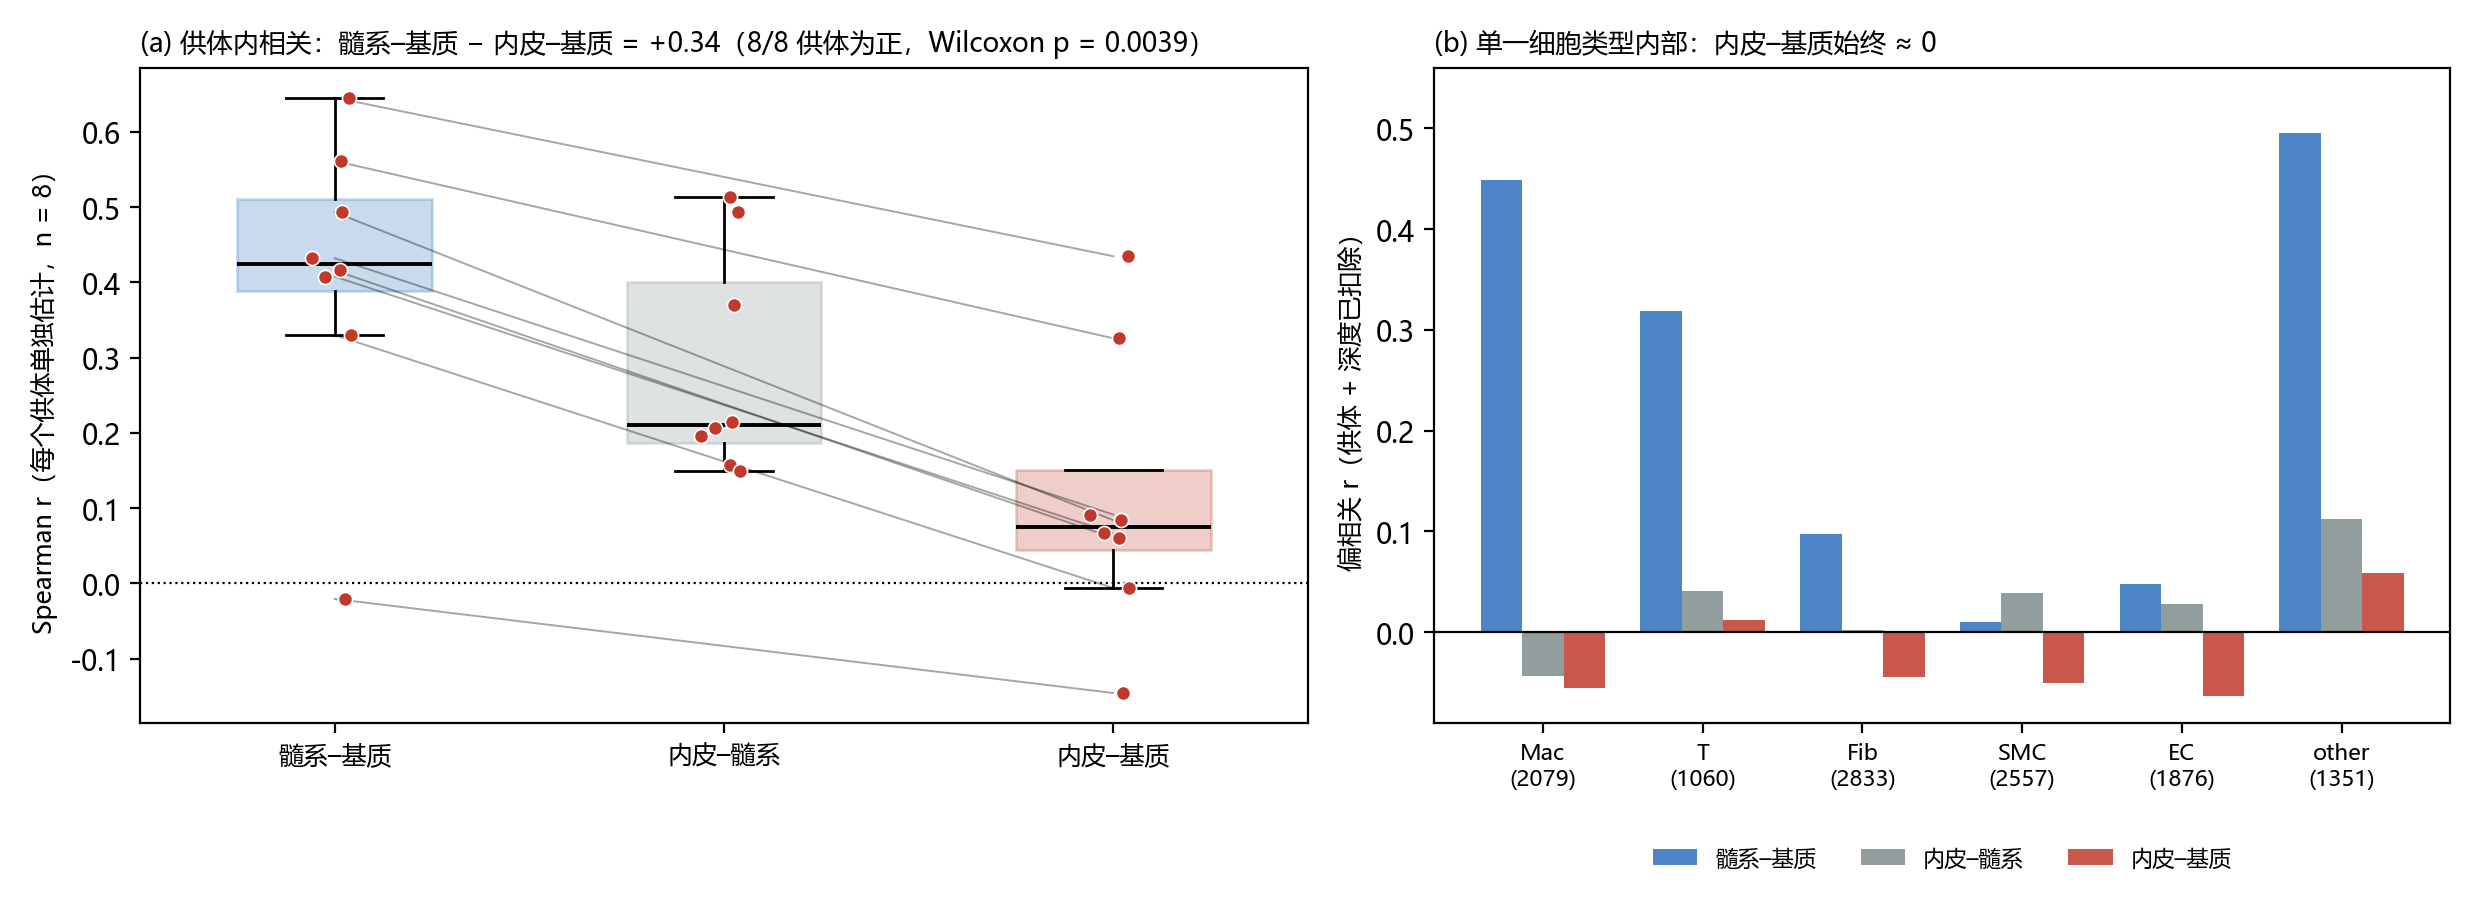 (a) 供体内相关：髓系–基质 − 内皮–基质 = +0.34（8/8 供体为正，Wilcoxon p = 0.0039）
Spearman r（每个供体单独估计，n = 8）
0.6
0.5
0.4
0.3
0.2
0.1
0.0
-0.1
髓系–基质
内皮–髓系
内皮–基质
(b) 单一细胞类型内部：内皮–基质始终 ≈ 0
偏相关 r（供体 + 深度已扣除）
0.5
0.4
0.3
0.2
0.1
0.0
Mac
(2079)
T
(1060)
Fib
(2833)
SMC
(2557)
EC
(1876)
other
(1351)
髓系–基质
内皮–髓系
内皮–基质